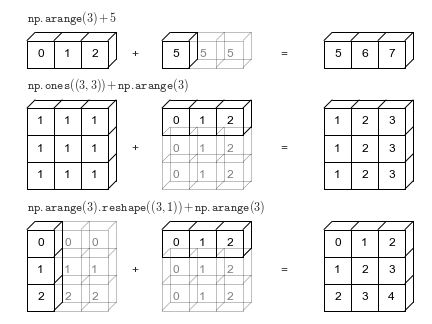 np.arange(3)+5
0 1 2 + 5 5 5 = 5 6 7
np.ones((3,3))+np.arange(3)
1 1 1 0 1 2 1 2 3
1 1 1 + 0 1 2 = 1 2 3
1 1 1 0 1 2 1 2 3
np.arange(3).reshape((3,1))+np.arange(3)
0 0 0 0 1 2 0 1 2
1 1 1 + 0 1 2 = 1 2 3
2 2 2 0 1 2 2 3 4